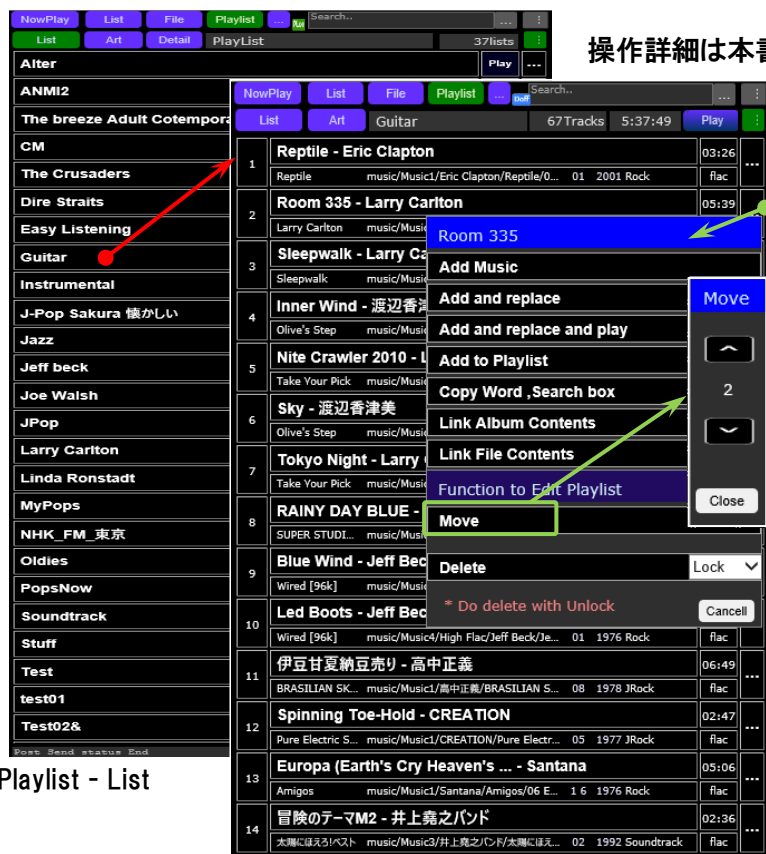 NowPlay List File Playlist ... Plus Search.. ...
List Art Detail PlayList 37lists
操作詳細は本書
Alter Play ...
ANMI2
The breeze Adult Cotempora
CM
The Crusaders
Dire Straits
Easy Listening
Guitar
Instrumental
J-Pop Sakura 懐かしい
Jazz
Jeff beck
Joe Walsh
JPop
Larry Carlton
Linda Ronstadt
MyPops
NHK_FM_東京
Oldies
PopsNow
Soundtrack
Stuff
Test
test01
Test02&
Post Send status End
Playlist - List
NowPlay List File Playlist ... Doff Search.. ...
List Art Guitar 67Tracks 5:37:49 Play
1 Reptile - Eric Clapton 03:26 ...
Reptile music/Music1/Eric Clapton/Reptile/0... 01 2001 Rock flac
2 Room 335 - Larry Carlton 05:39
Larry Carlton music/Musi
3 Sleepwalk - Larry Ca
Sleepwalk music/Musi
4 Inner Wind - 渡辺香津
Olive's Step music/Musi
5 Nite Crawler 2010 - L
Take Your Pick music/Musi
6 Sky - 渡辺香津美
Olive's Step music/Musi
7 Tokyo Night - Larry
Take Your Pick music/Musi
8 RAINY DAY BLUE -
SUPER STUDI... music/Musi
9 Blue Wind - Jeff Bec
Wired [96k] music/Musi
10 Led Boots - Jeff Bec
Wired [96k] music/Music4/High Flac/Jeff Beck/Je... 01 1976 Rock flac
11 伊豆甘夏納豆売り - 高中正義 06:49 ...
BRASILIAN SK... music/Music1/高中正義/BRASILIAN S... 08 1978 JRock flac
12 Spinning Toe-Hold - CREATION 02:47 ...
Pure Electric S... music/Music1/CREATION/Pure Electr... 05 1977 JRock flac
13 Europa (Earth's Cry Heaven's ... - Santana 05:06 ...
Amigos music/Music1/Santana/Amigos/06 E... 1 6 1976 Rock flac
14 冒険のテーマM2 - 井上堯之バンド 02:36 ...
太陽にほえろ!ベスト music/Music3/井上堯之バンド/太陽にほえ... 02 1992 Soundtrack flac
Room 335
Add Music
Add and replace
Add and replace and play
Add to Playlist
Copy Word ,Search box
Link Album Contents
Link File Contents
Function to Edit Playlist
Move
Delete Lock
* Do delete with Unlock Cancell
Move
2
Close